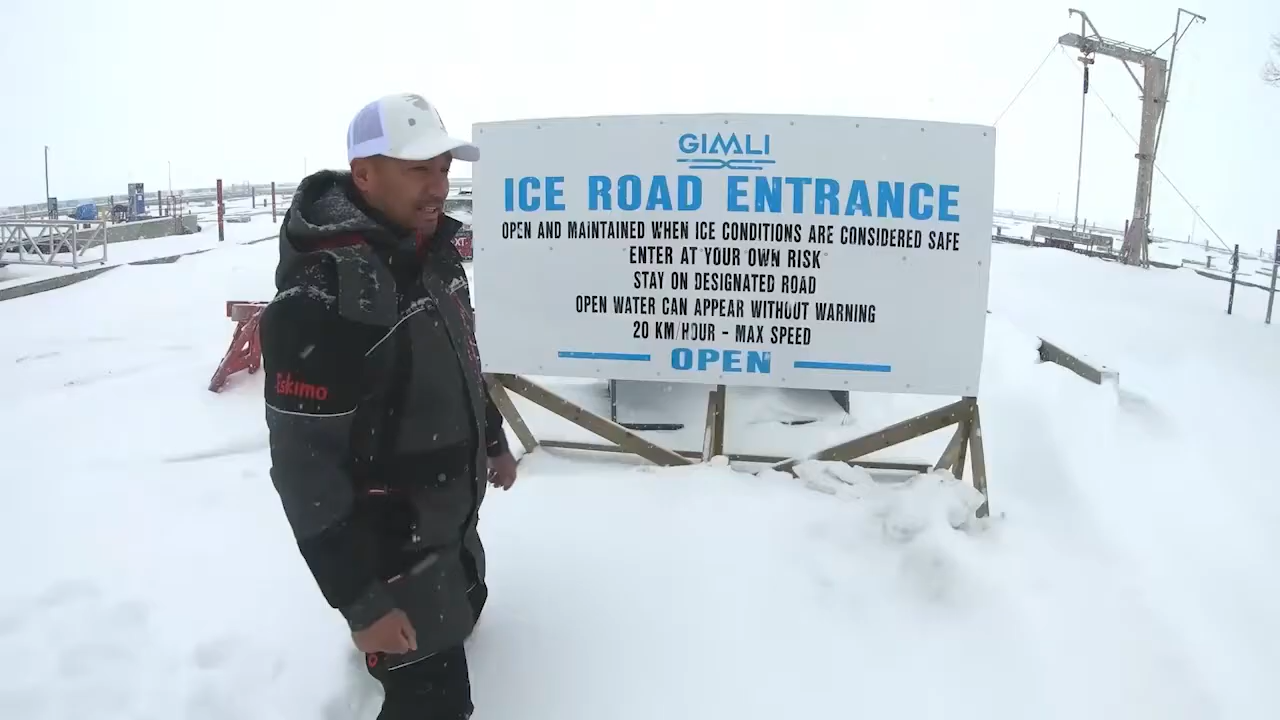 GIMLI
ICE ROAD ENTRANCE
OPEN AND MAINTAINED WHEN ICE CONDITIONS ARE CONSIDERED SAFE
ENTER AT YOUR OWN RISK
STAY ON DESIGNATED ROAD
OPEN WATER CAN APPEAR WITHOUT WARNING
20 KM/HOUR - MAX SPEED
OPEN
Eskimo